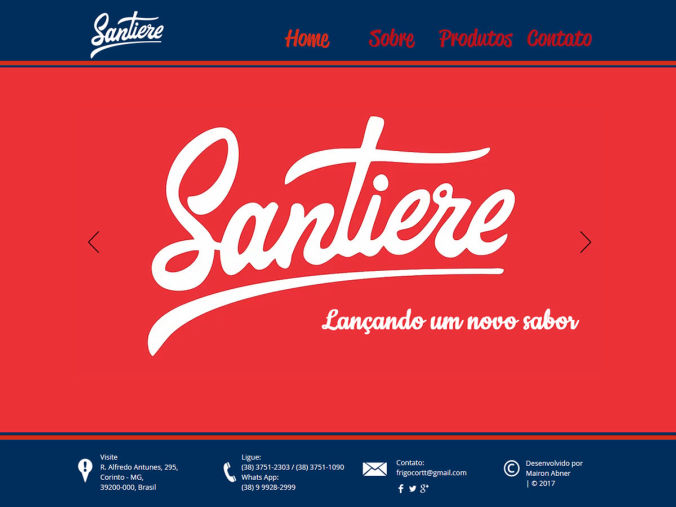 Santiere
Home Sobre Produtos Contato
Santiere
Lançando um novo sabor
Visite
R. Alfredo Antunes, 295,
Corinto - MG,
39200-000, Brasil
Ligue:
(38) 3751-2303 / (38) 3751-1090
Whats App:
(38) 9 9928-2999
Contato:
frigocortt@gmail.com
Desenvolvido por
Mairon Abner
| © 2017